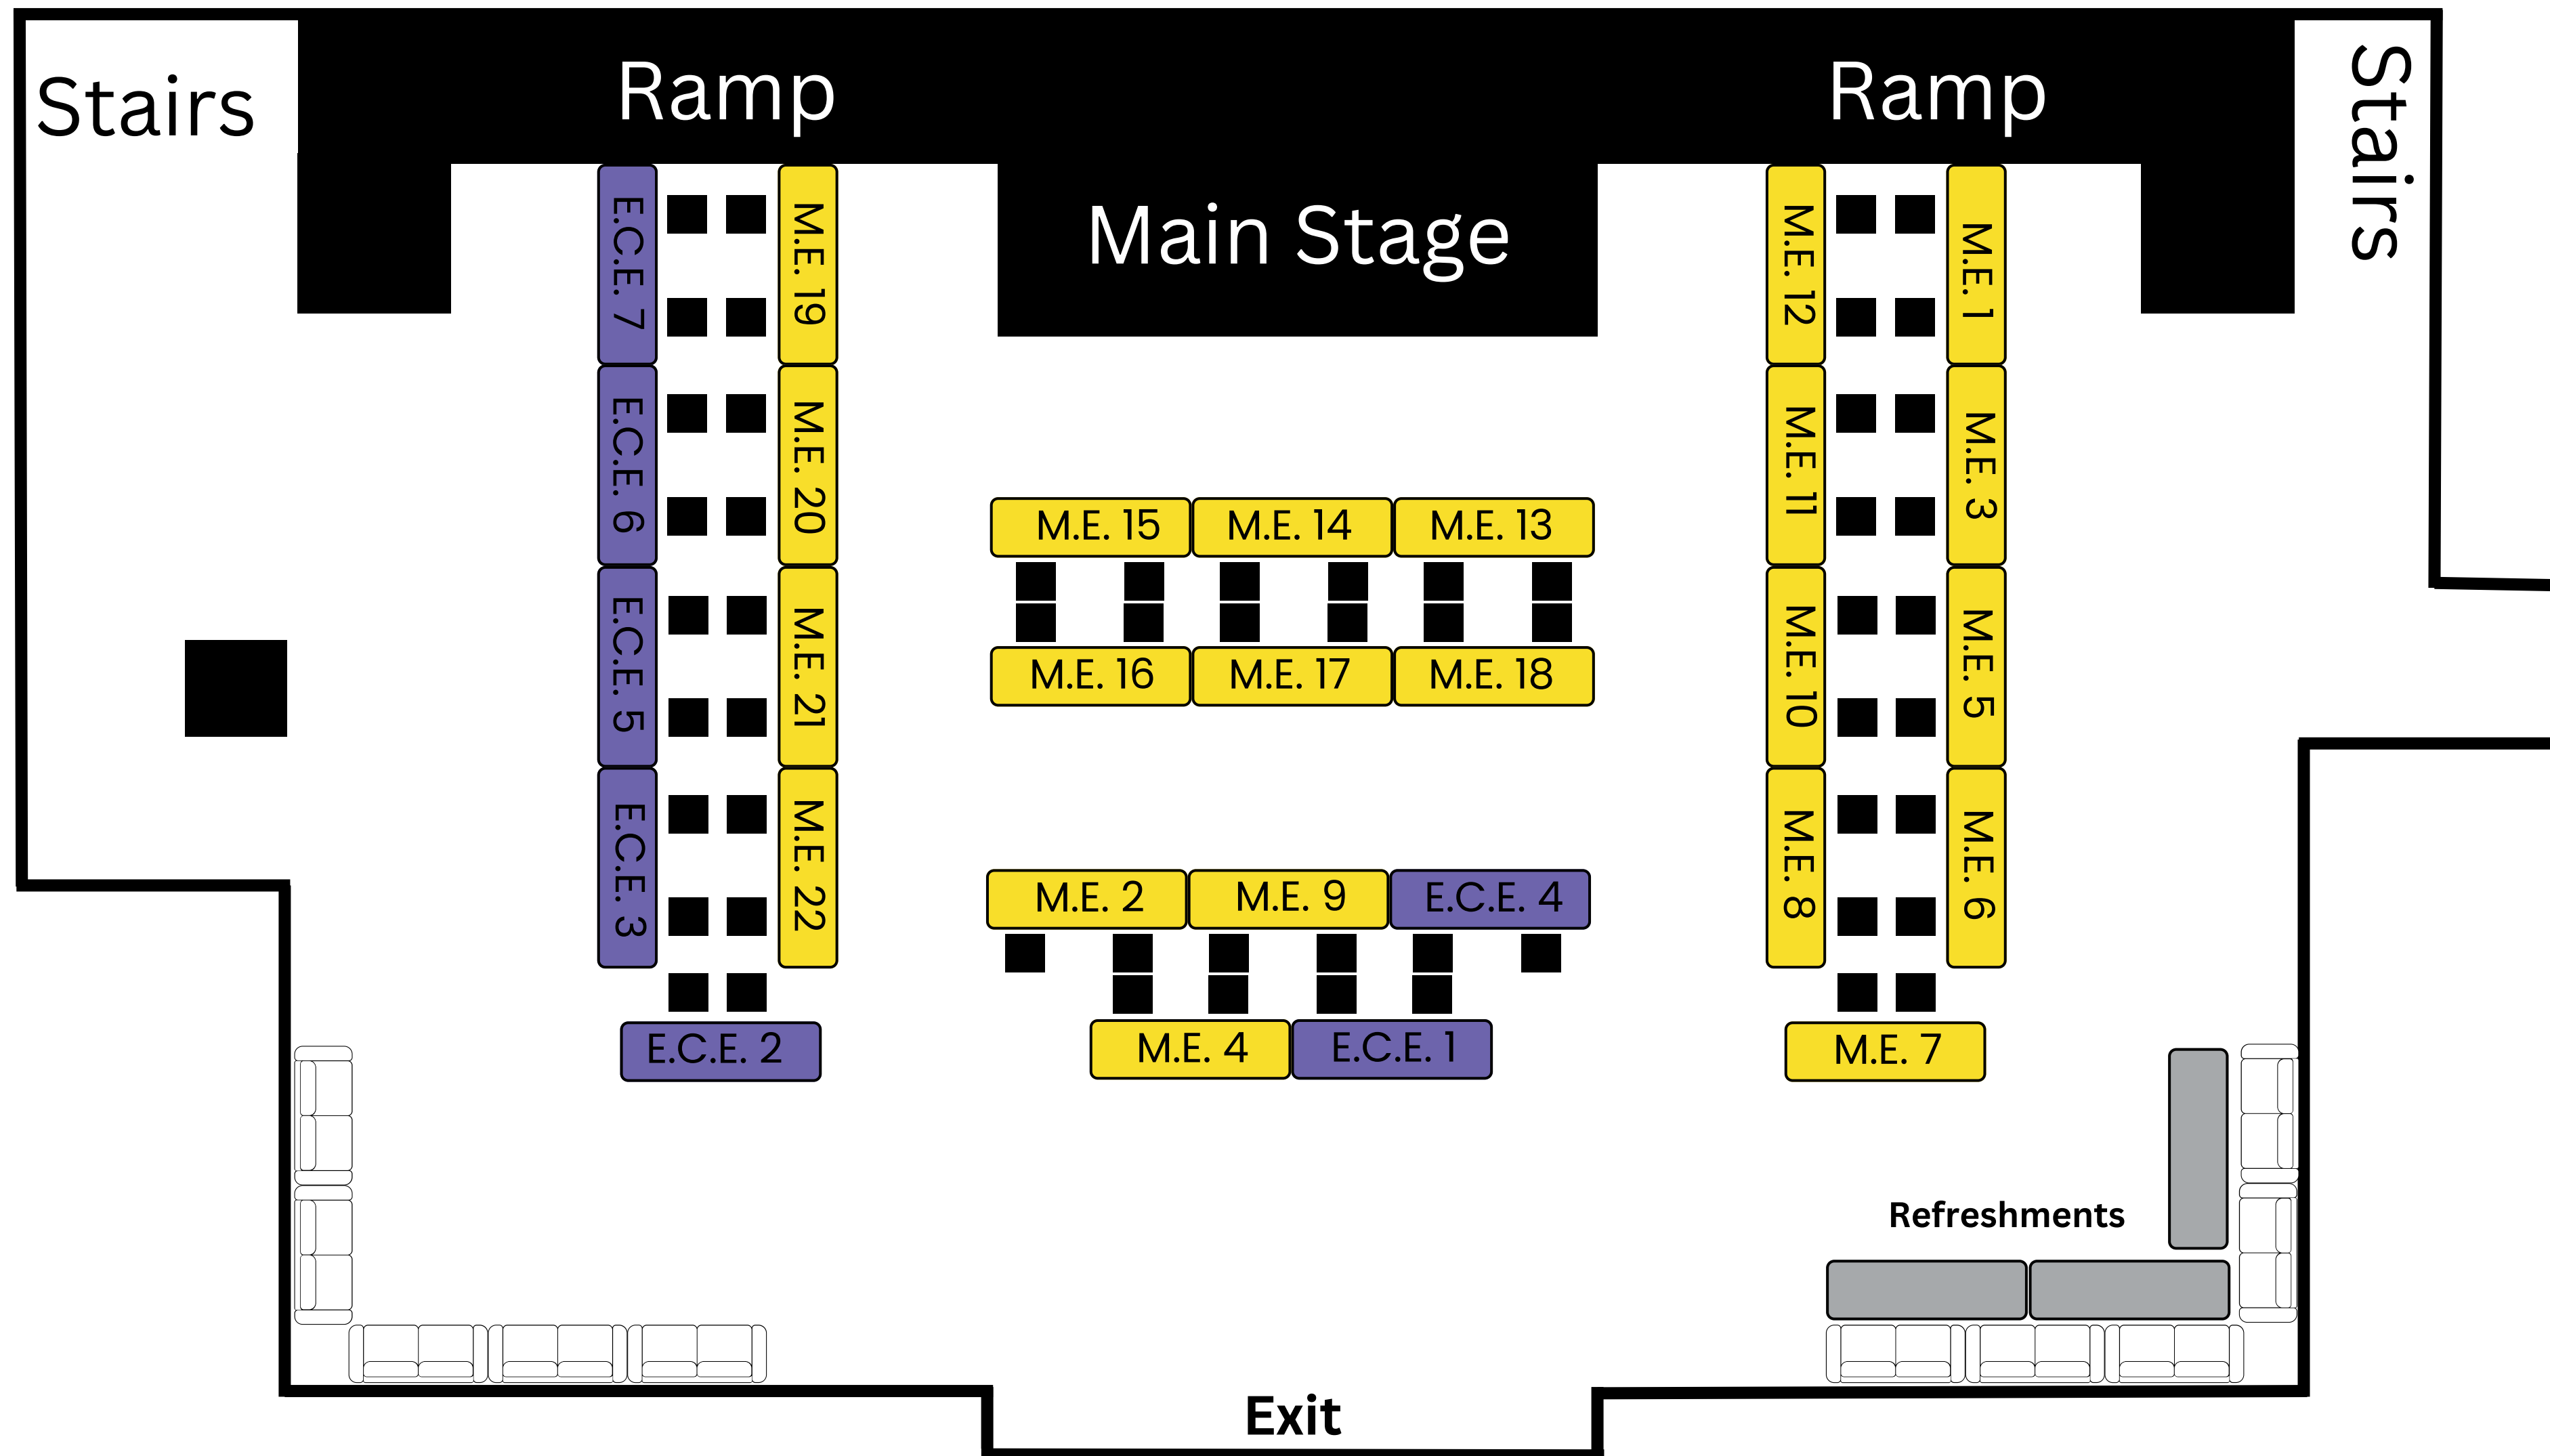 Stairs
Ramp
Ramp
Stairs
Main Stage
E.C.E. 7
M.E. 19
M.E. 12
M.E. 1
E.C.E. 6
M.E. 20
M.E. 11
M.E. 3
M.E. 15
M.E. 14
M.E. 13
E.C.E. 5
M.E. 21
M.E. 16
M.E. 17
M.E. 18
M.E. 10
M.E. 5
E.C.E. 3
M.E. 22
M.E. 2
M.E. 9
E.C.E. 4
M.E. 8
M.E. 6
E.C.E. 2
M.E. 4
E.C.E. 1
M.E. 7
Refreshments
Exit